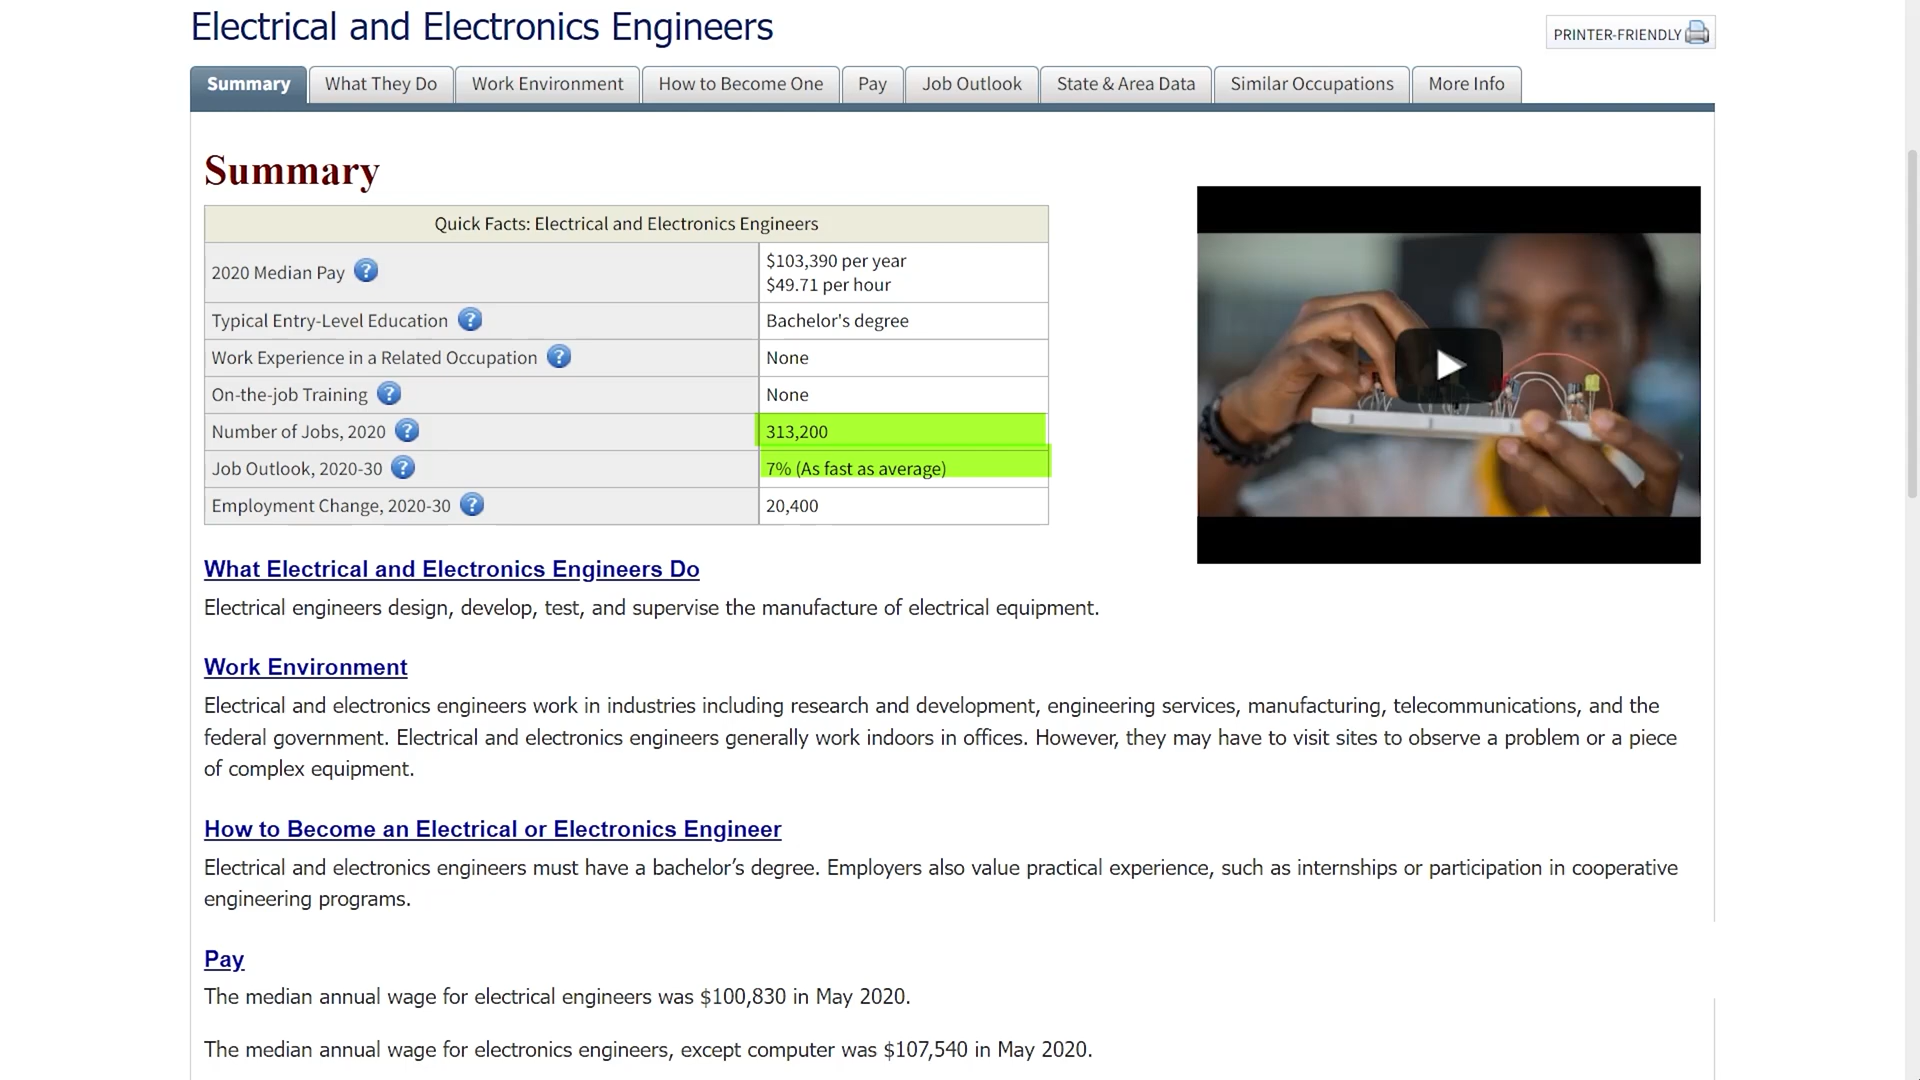 Electrical and Electronics Engineers
PRINTER-FRIENDLY
Summary
What They Do
Work Environment
How to Become One
Pay
Job Outlook
State & Area Data
Similar Occupations
More Info
Summary
Quick Facts: Electrical and Electronics Engineers
2020 Median Pay ?
$103,390 per year
$49.71 per hour
Typical Entry-Level Education ?
Bachelor's degree
Work Experience in a Related Occupation ?
None
On-the-job Training ?
None
Number of Jobs, 2020 ?
313,200
Job Outlook, 2020-30 ?
7% (As fast as average)
Employment Change, 2020-30 ?
20,400
What Electrical and Electronics Engineers Do
Electrical engineers design, develop, test, and supervise the manufacture of electrical equipment.
Work Environment
Electrical and electronics engineers work in industries including research and development, engineering services, manufacturing, telecommunications, and the
federal government. Electrical and electronics engineers generally work indoors in offices. However, they may have to visit sites to observe a problem or a piece
of complex equipment.
How to Become an Electrical or Electronics Engineer
Electrical and electronics engineers must have a bachelor’s degree. Employers also value practical experience, such as internships or participation in cooperative
engineering programs.
Pay
The median annual wage for electrical engineers was $100,830 in May 2020.
The median annual wage for electronics engineers, except computer was $107,540 in May 2020.